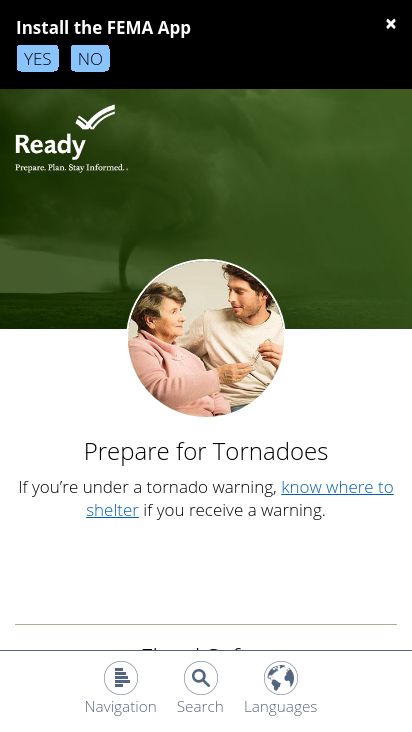 Install the FEMA App
×
YES NO
Ready
Prepare. Plan. Stay Informed.
Prepare for Tornadoes
If you’re under a tornado warning, know where to
shelter if you receive a warning.
Navigation Search Languages